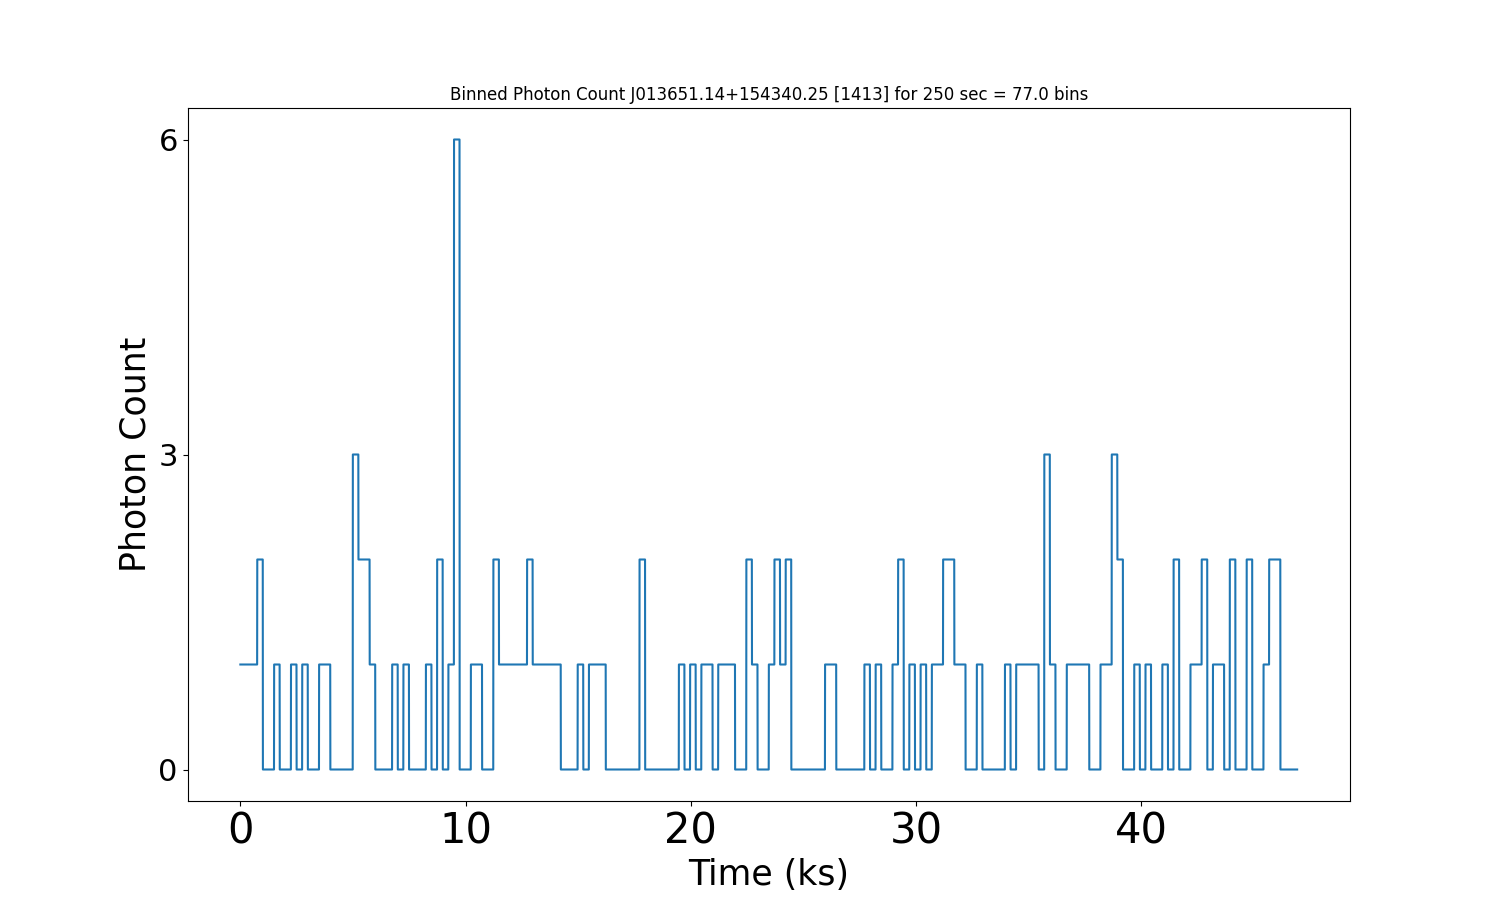 Binned Photon Count J013651.14+154340.25 [1413] for 250 sec = 77.0 bins
6
3
0
Photon Count
0 10 20 30 40
Time (ks)